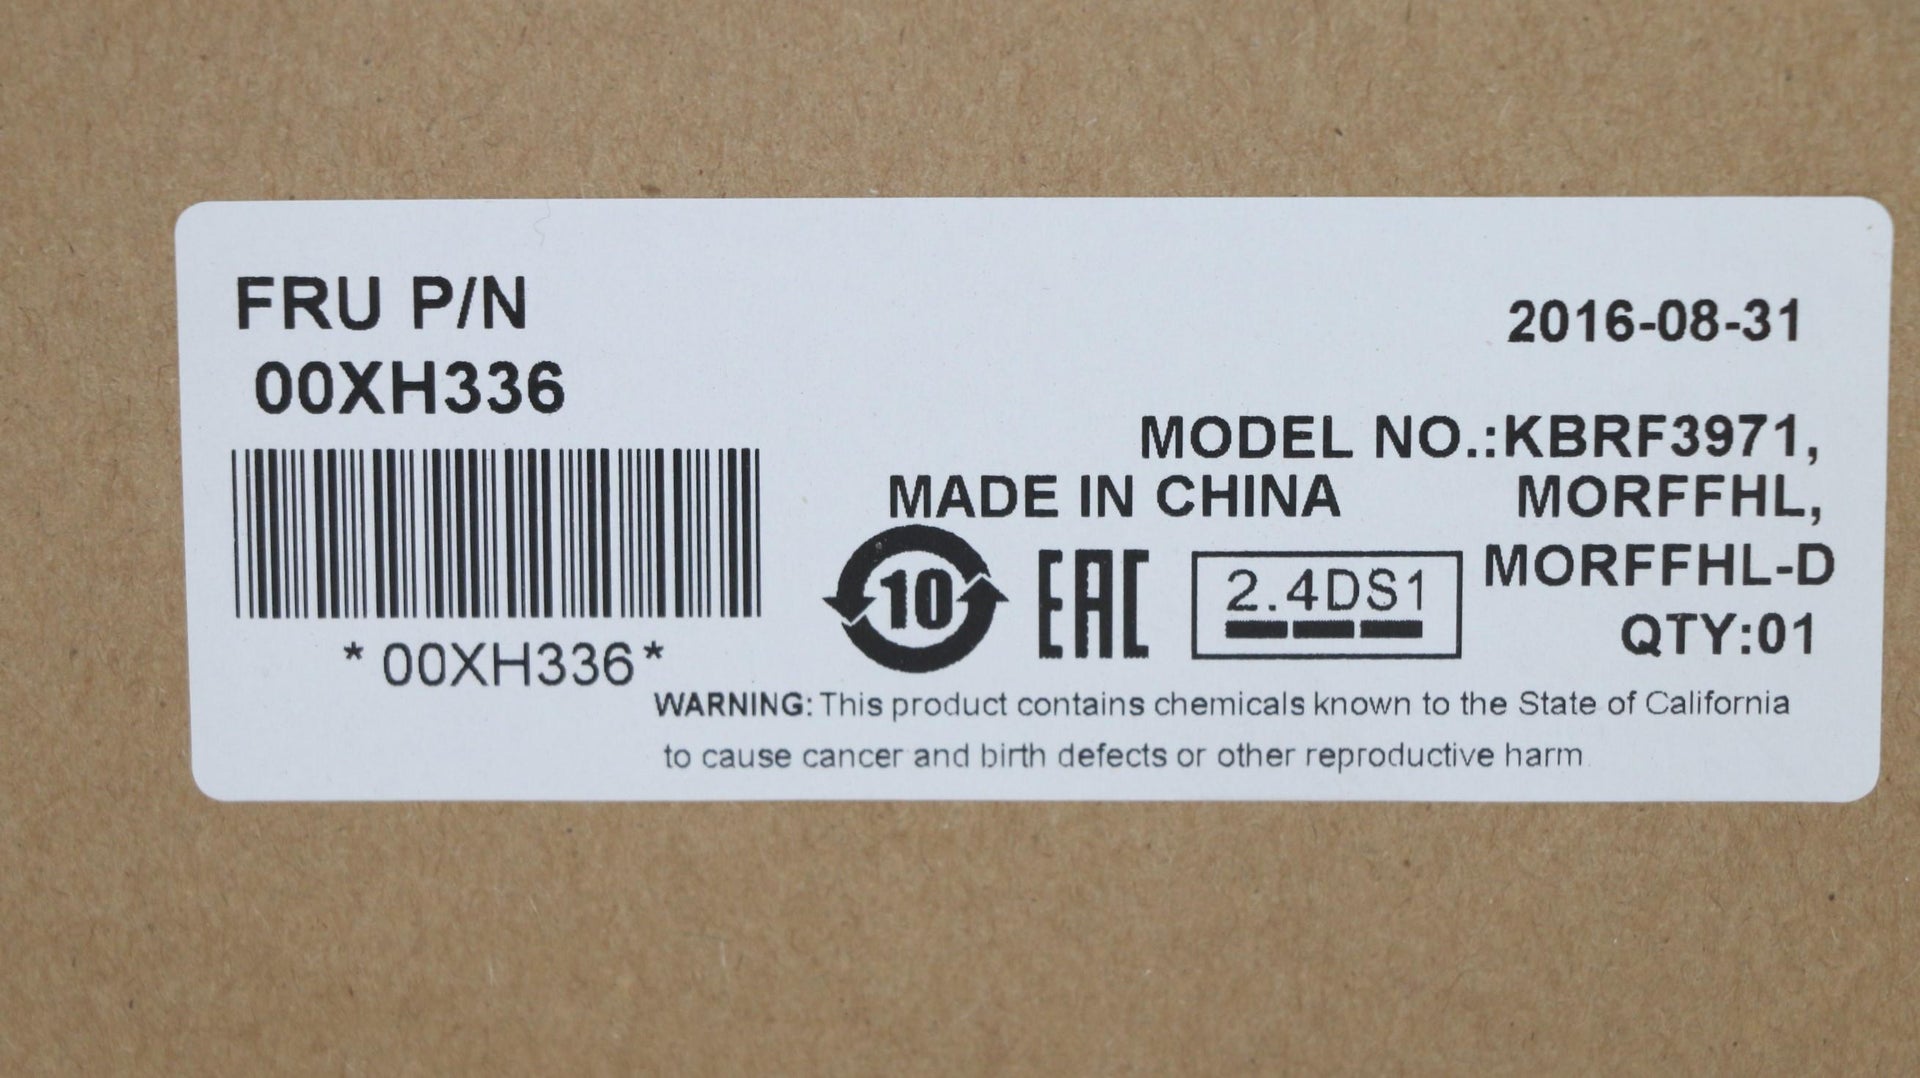 FRU P/N
00XH336
*00XH336*
2016-08-31
MODEL NO.:KBRF3971,
MORFFHL,
MORFFHL-D
QTY:01
MADE IN CHINA
10
EAC
2.4DS1
WARNING: This product contains chemicals known to the State of California
to cause cancer and birth defects or other reproductive harm